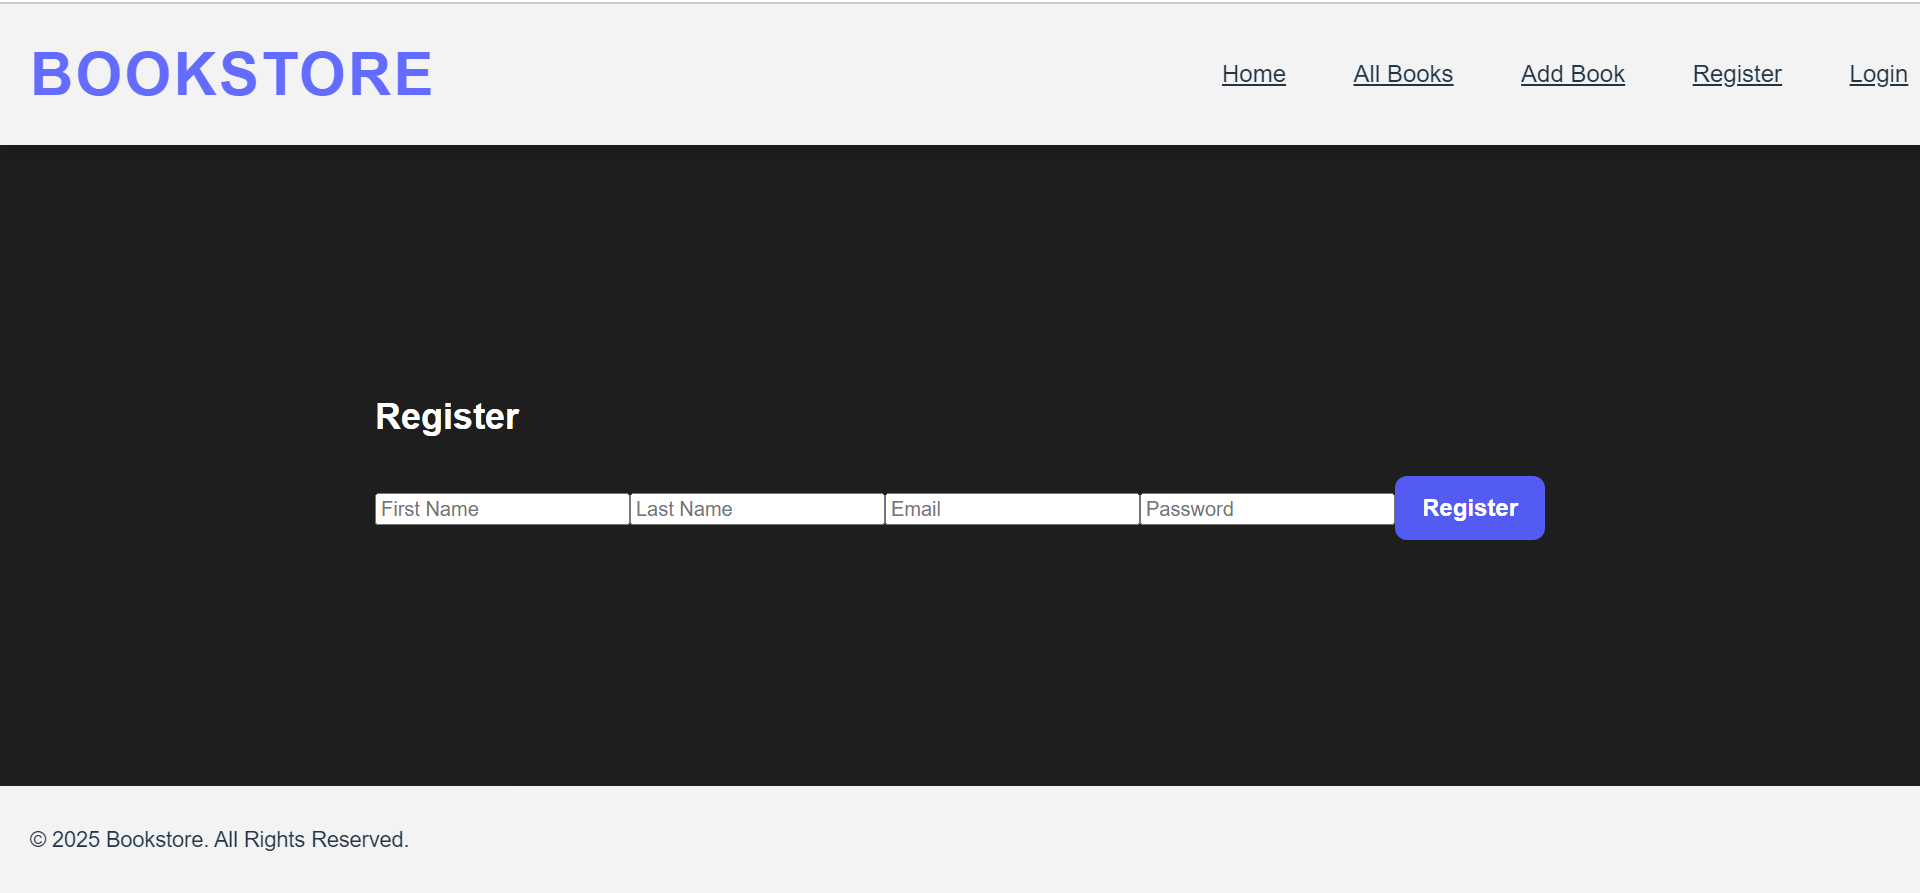 BOOKSTORE
Home All Books Add Book Register Login
Register
First Name Last Name Email Password Register
© 2025 Bookstore. All Rights Reserved.